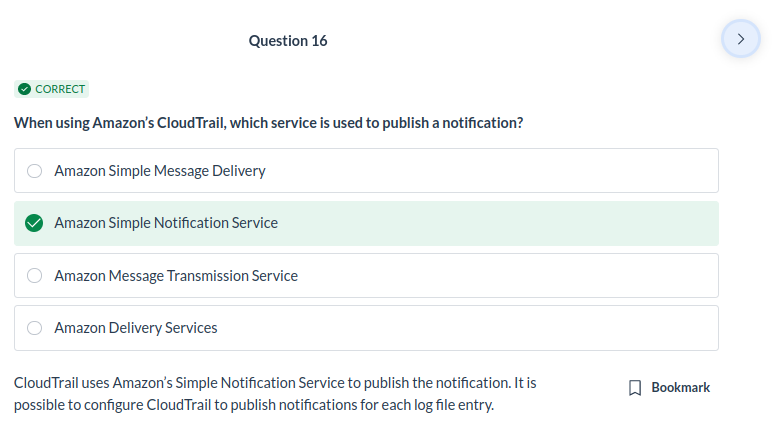 Question 16
CORRECT
When using Amazon’s CloudTrail, which service is used to publish a notification?
Amazon Simple Message Delivery
Amazon Simple Notification Service
Amazon Message Transmission Service
Amazon Delivery Services
CloudTrail uses Amazon’s Simple Notification Service to publish the notification. It is
possible to configure CloudTrail to publish notifications for each log file entry.
Bookmark